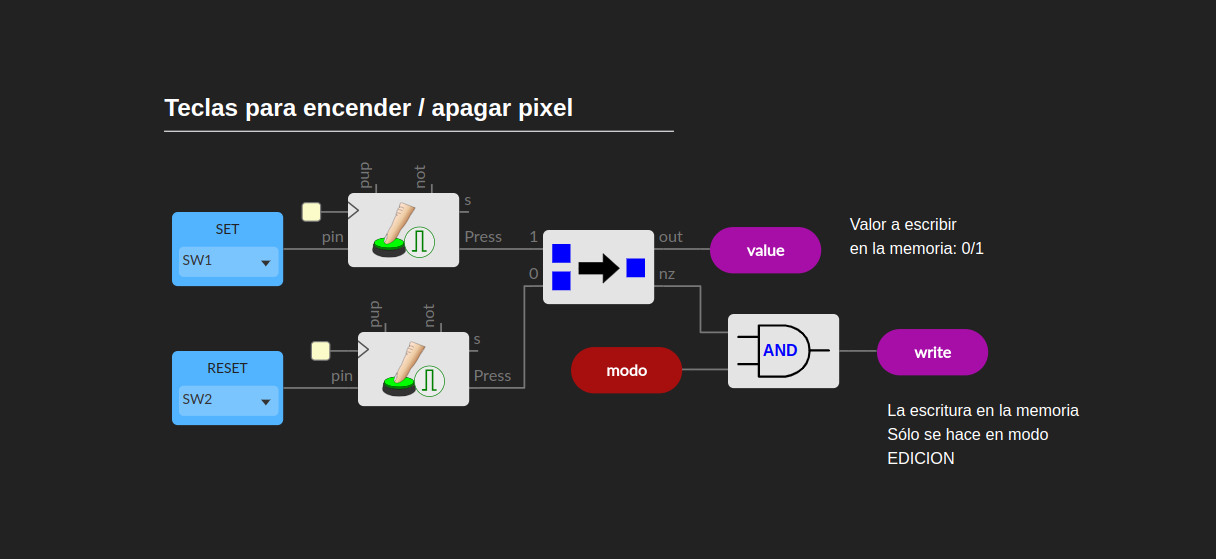 Teclas para encender / apagar pixel
pup
not
s
SET
SW1
pin
Press
1
0
out
nz
value
Valor a escribir
en la memoria: 0/1
pup
not
s
RESET
SW2
pin
Press
modo
AND
write
La escritura en la memoria
Sólo se hace en modo
EDICION